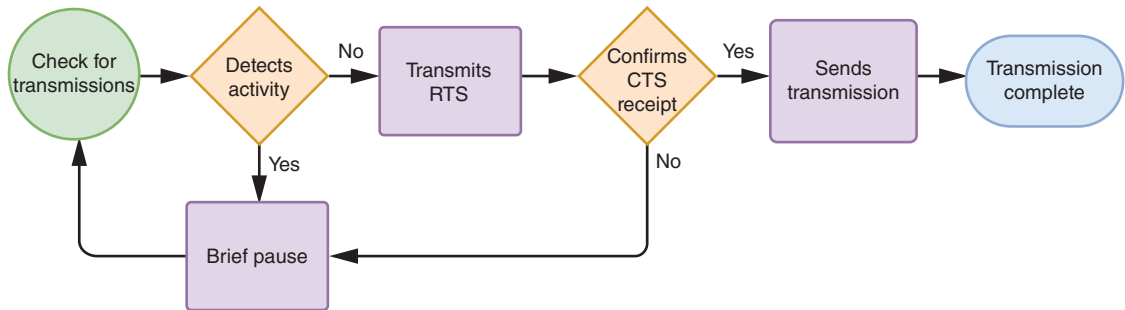 Check for
transmissions
Detects
activity
No
Transmits
RTS
Confirms
CTS
receipt
Yes
Sends
transmission
Transmission
complete
Yes
No
Brief pause